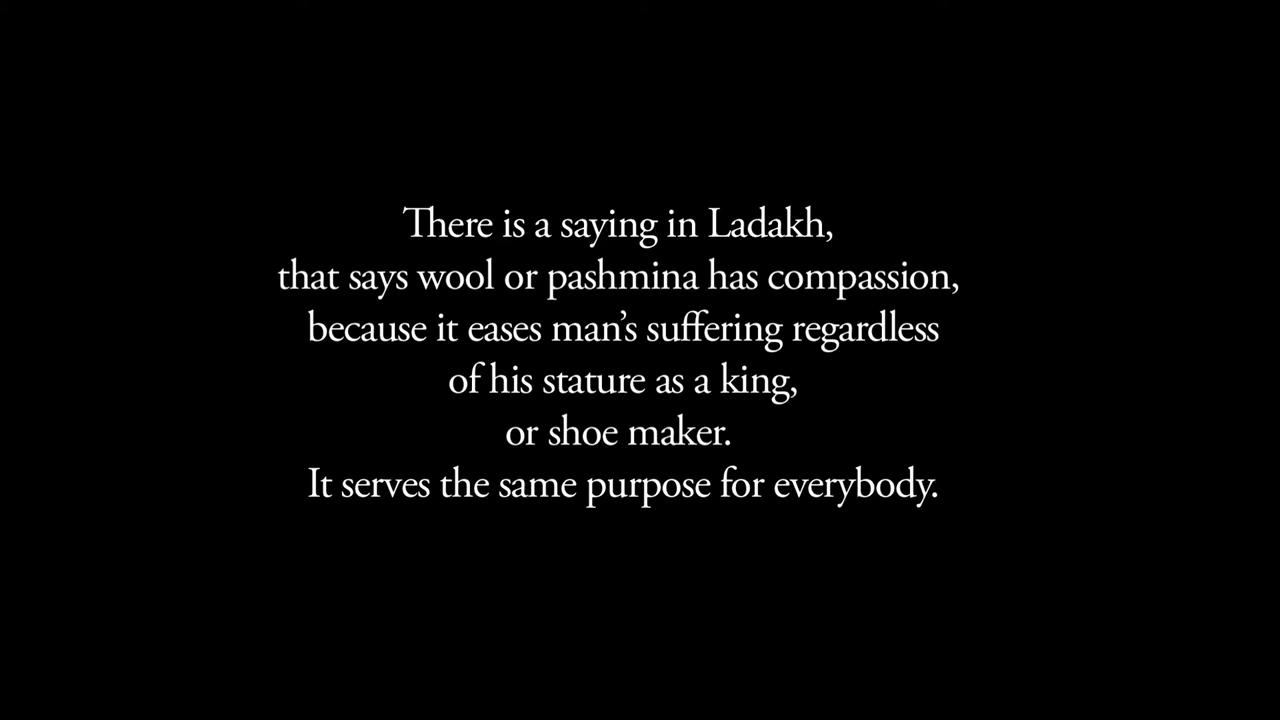 There is a saying in Ladakh,
that says wool or pashmina has compassion,
because it eases man’s suffering regardless
of his stature as a king,
or shoe maker.
It serves the same purpose for everybody.